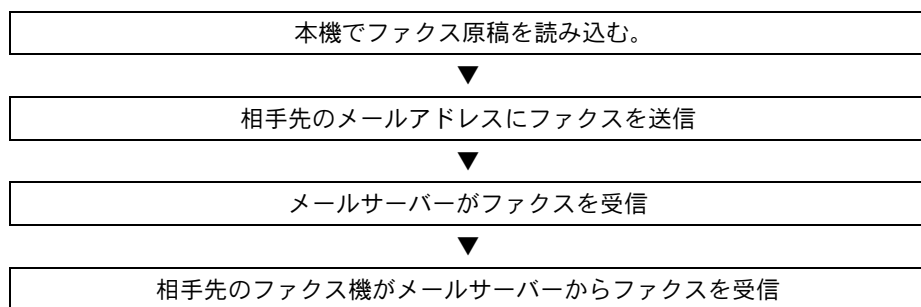 本機でファクス原稿を読み込む。
▼
相手先のメールアドレスにファクスを送信
▼
メールサーバーがファクスを受信
▼
相手先のファクス機がメールサーバーからファクスを受信